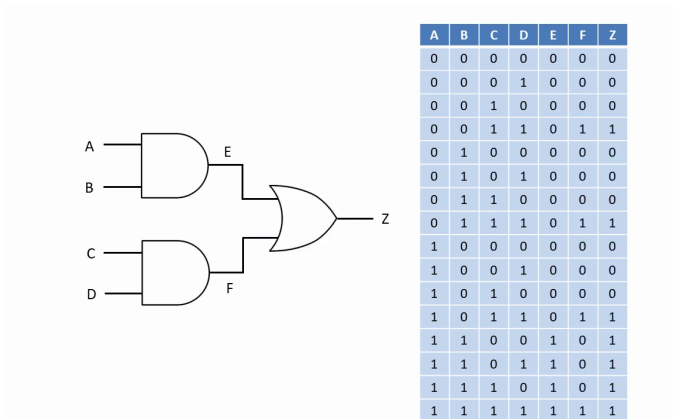 A
B
E
C
D
F
Z
A B C D E F Z
0 0 0 0 0 0 0
0 0 0 1 0 0 0
0 0 1 0 0 0 0
0 0 1 1 0 1 1
0 1 0 0 0 0 0
0 1 0 1 0 0 0
0 1 1 0 0 0 0
0 1 1 1 0 1 1
1 0 0 0 0 0 0
1 0 0 1 0 0 0
1 0 1 0 0 0 0
1 0 1 1 0 1 1
1 1 0 0 1 0 1
1 1 0 1 1 0 1
1 1 1 0 1 0 1
1 1 1 1 1 1 1